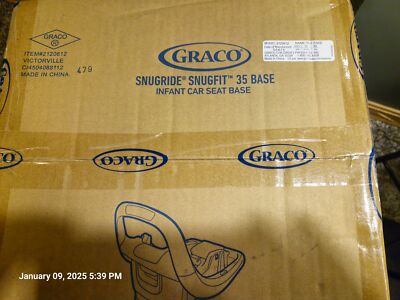 GRACO
ITEM#2120612
VICTORVILLE
CH504088112
MADE IN CHINA
479
GRACO
SNUGRIDE® SNUGFIT™ 35 BASE
INFANT CAR SEAT BASE
GRACO
GRACO
GRACO
January 09, 2025 5:39 PM